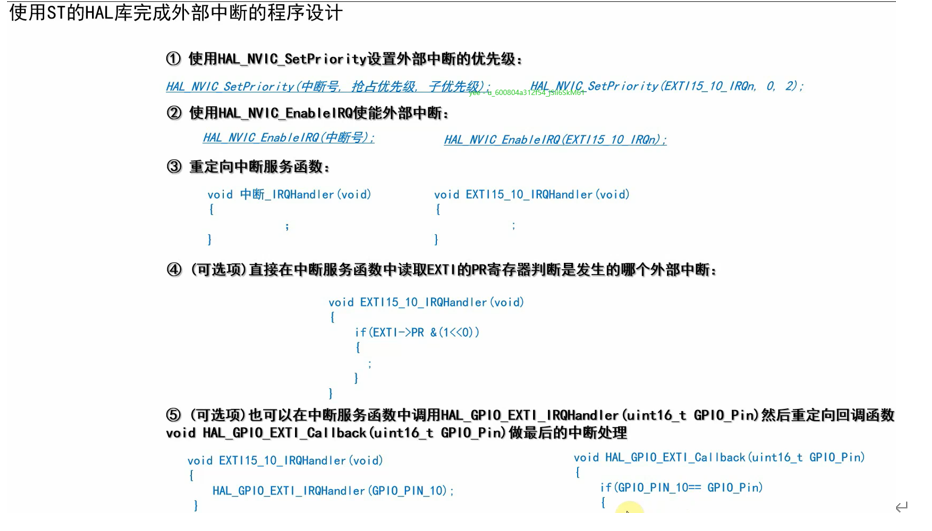 使用ST的HAL库完成外部中断的程序设计
① 使用HAL_NVIC_SetPriority设置外部中断的优先级：
HAL_NVIC_SetPriority(中断号, 抢占优先级, 子优先级); HAL_NVIC_SetPriority(EXTI15_10_IRQn, 0, 2);
② 使用HAL_NVIC_EnableIRQ使能外部中断：
HAL_NVIC_EnableIRQ(中断号); HAL_NVIC_EnableIRQ(EXTI15_10_IRQn);
③ 重定向中断服务函数：
void 中断_IRQHandler(void) void EXTI15_10_IRQHandler(void)
{ {
; ;
} }
④ (可选项)直接在中断服务函数中读取EXTI的PR寄存器判断是发生的哪个外部中断：
void EXTI15_10_IRQHandler(void)
{
if(EXTI->PR &(1<<0))
{
;
}
}
⑤ (可选项)也可以在中断服务函数中调用HAL_GPIO_EXTI_IRQHandler(uint16_t GPIO_Pin)然后重定向回调函数
void HAL_GPIO_EXTI_Callback(uint16_t GPIO_Pin)做最后的中断处理
void EXTI15_10_IRQHandler(void) void HAL_GPIO_EXTI_Callback(uint16_t GPIO_Pin)
{ {
HAL_GPIO_EXTI_IRQHandler(GPIO_PIN_10); if(GPIO_PIN_10== GPIO_Pin)
} {